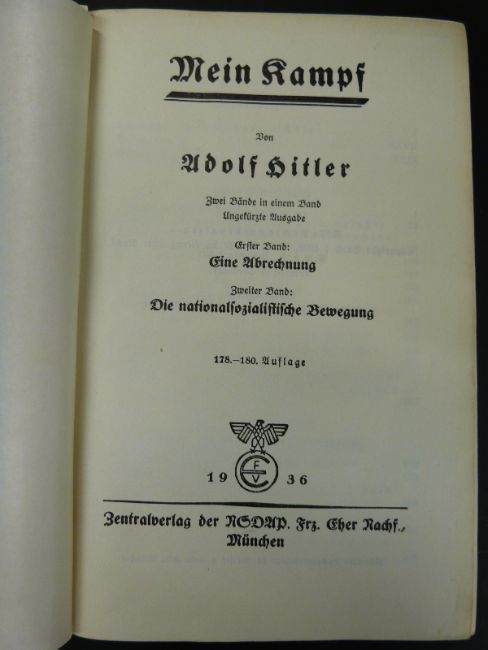 Mein Kampf
Von
Adolf Hitler
Zwei Bände in einem Band
Ungekürzte Ausgabe
Erster Band:
Eine Abrechnung
Zweiter Band:
Die nationalsozialistische Bewegung
178.–180. Auflage
F
E
V
19 36
Zentralverlag der NSDAP. Frz. Eher Nachf.,
München